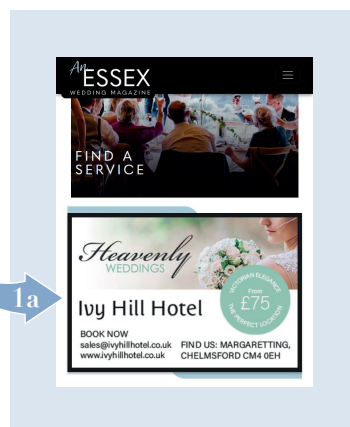 An
ESSEX
WEDDING MAGAZINE
FIND A
SERVICE
Heavenly
WEDDINGS
VICTORIAN ELEGANCE
From
£75
THE PERFECT LOCATION
1a
Ivy Hill Hotel
BOOK NOW
sales@ivyhillhotel.co.uk FIND US: MARGARETTING,
www.ivyhillhotel.co.uk CHELMSFORD CM4 0EH